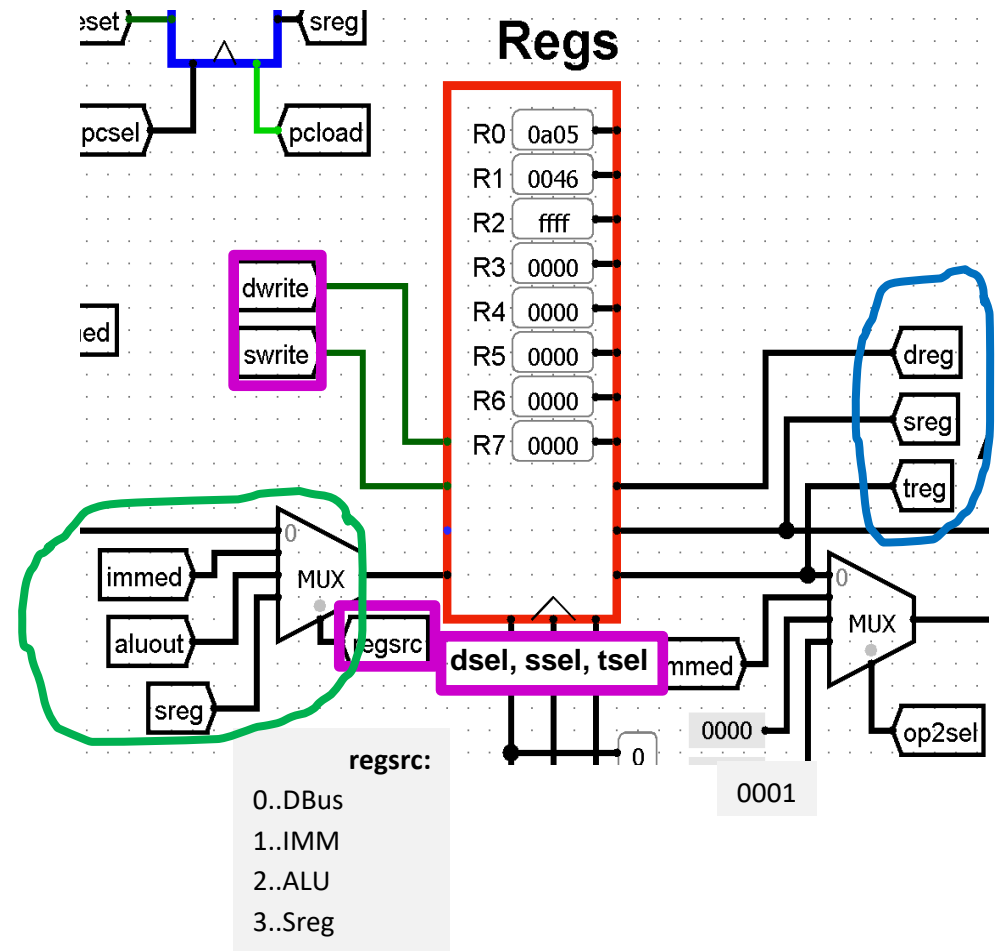 eset
sreg
Regs
pcsel
pcload
R0 0a05
R1 0046
R2 ffff
R3 0000
R4 0000
R5 0000
R6 0000
R7 0000
dwrite
swrite
ed
dreg
sreg
treg
0
immed
MUX
aluout
regsrc
sreg
dsel, ssel, tsel
mmed
0
MUX
0000
0
op2sel
0001
regsrc:
0..DBus
1..IMM
2..ALU
3..Sreg